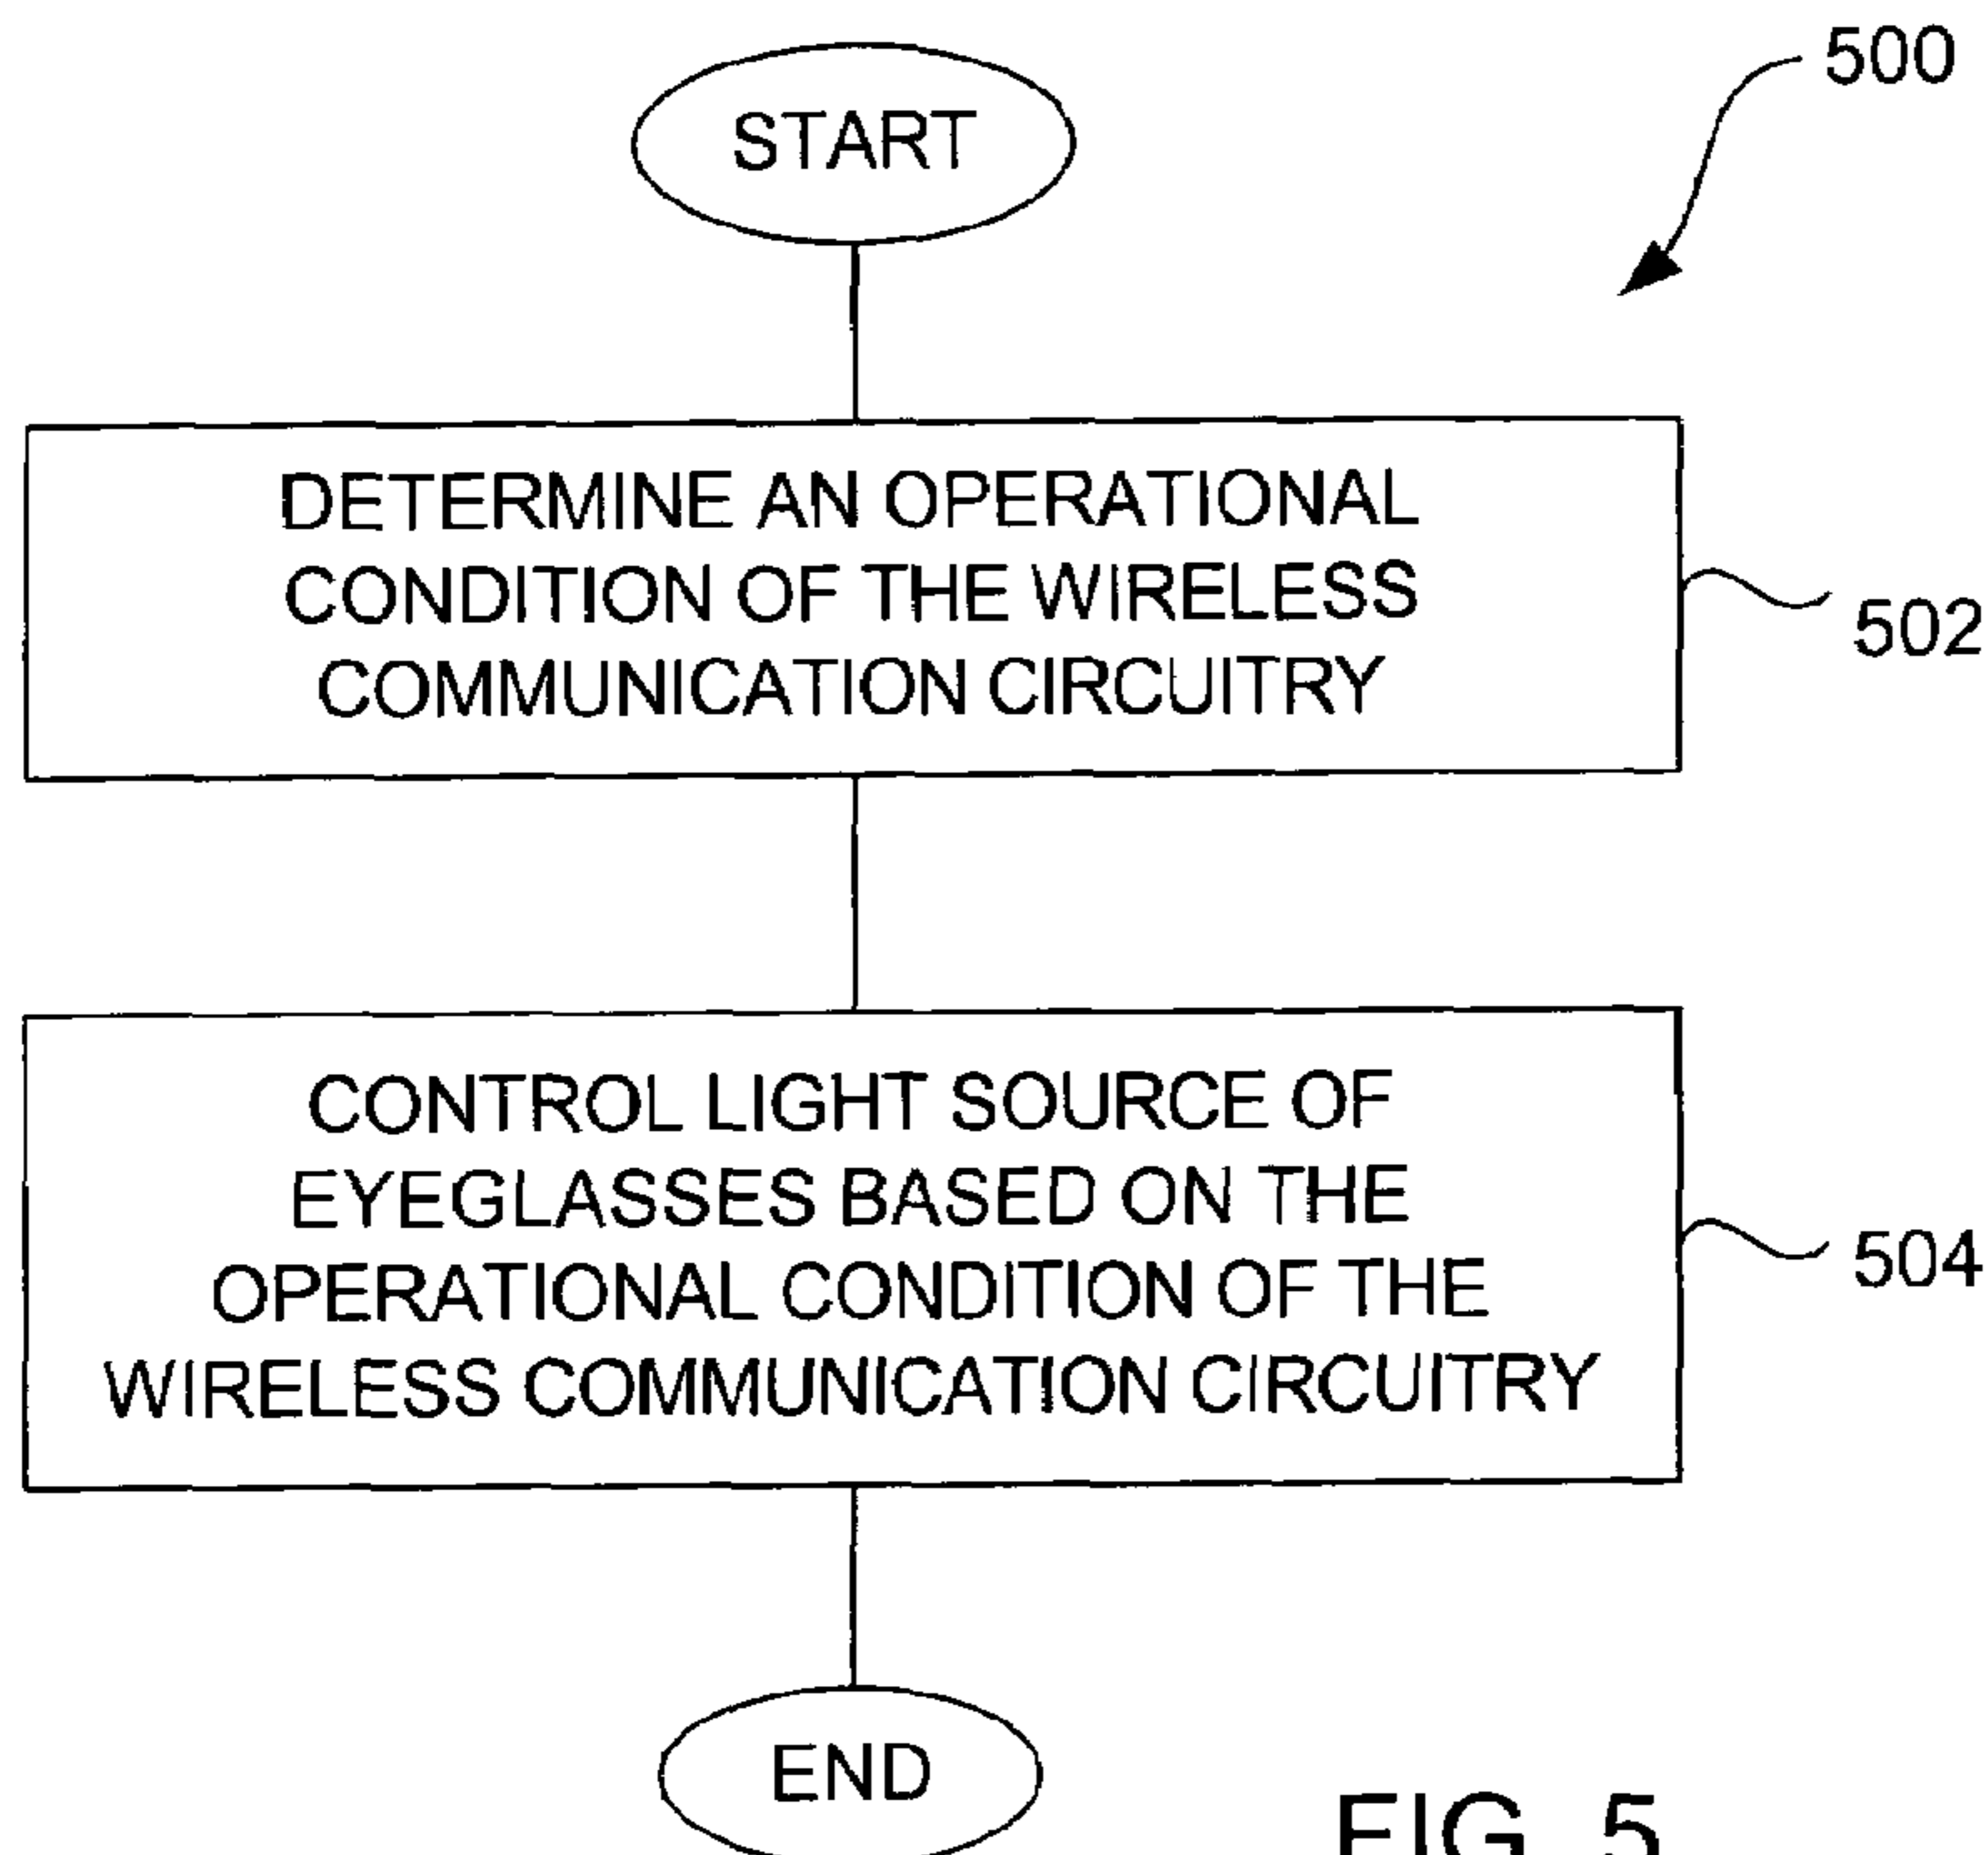 500
START
DETERMINE AN OPERATIONAL
CONDITION OF THE WIRELESS
COMMUNICATION CIRCUITRY
502
CONTROL LIGHT SOURCE OF
EYEGLASSES BASED ON THE
OPERATIONAL CONDITION OF THE
WIRELESS COMMUNICATION CIRCUITRY
504
END
FIG. 5